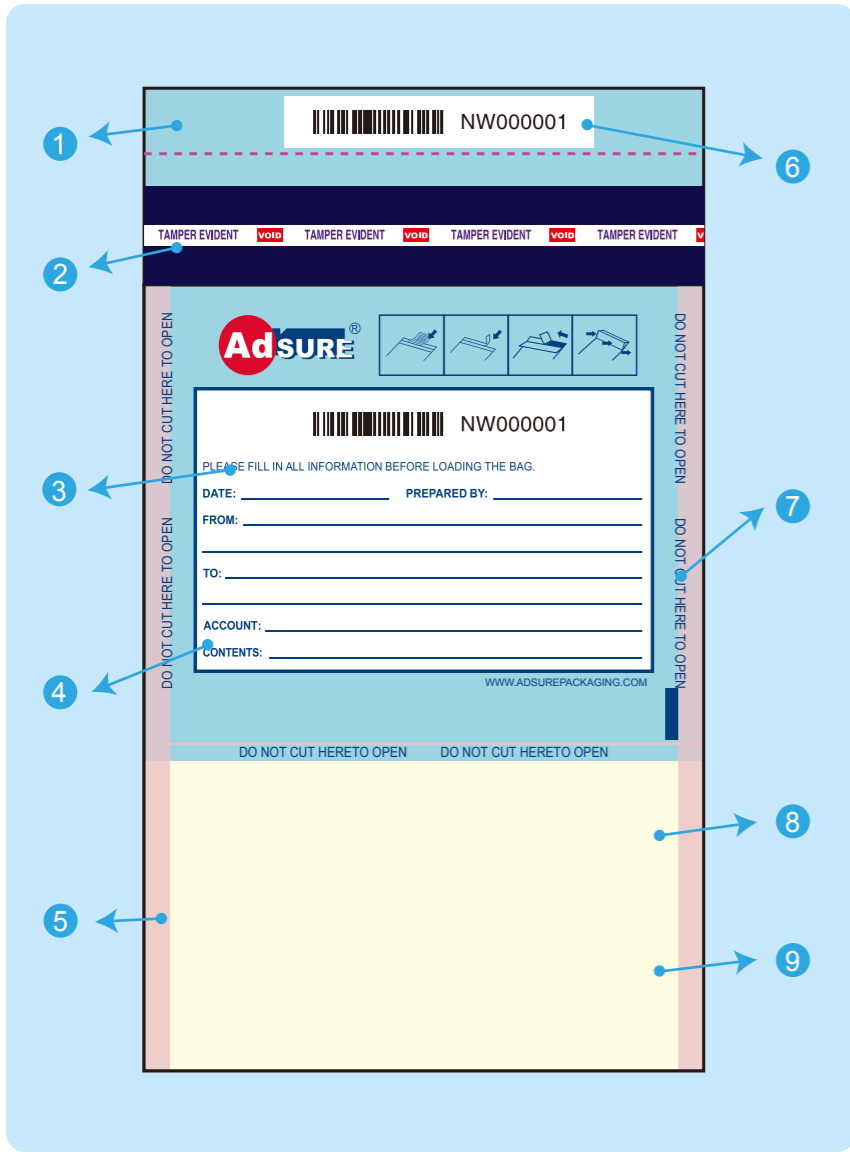 NW000001
1
6
TAMPER EVIDENT VOID TAMPER EVIDENT VOID TAMPER EVIDENT VOID TAMPER EVIDENT V
2
AdSURE®
DO NOT CUT HERE TO OPEN
DO NOT CUT HERE TO OPEN
DO NOT CUT HERE TO OPEN
DO NOT CUT HERE TO OPEN
NW000001
PLEASE FILL IN ALL INFORMATION BEFORE LOADING THE BAG.
3
DATE: PREPARED BY:
7
FROM:
TO:
ACCOUNT:
CONTENTS:
4
WWW.ADSUREPACKAGING.COM
DO NOT CUT HERETO OPEN DO NOT CUT HERETO OPEN
8
5
9